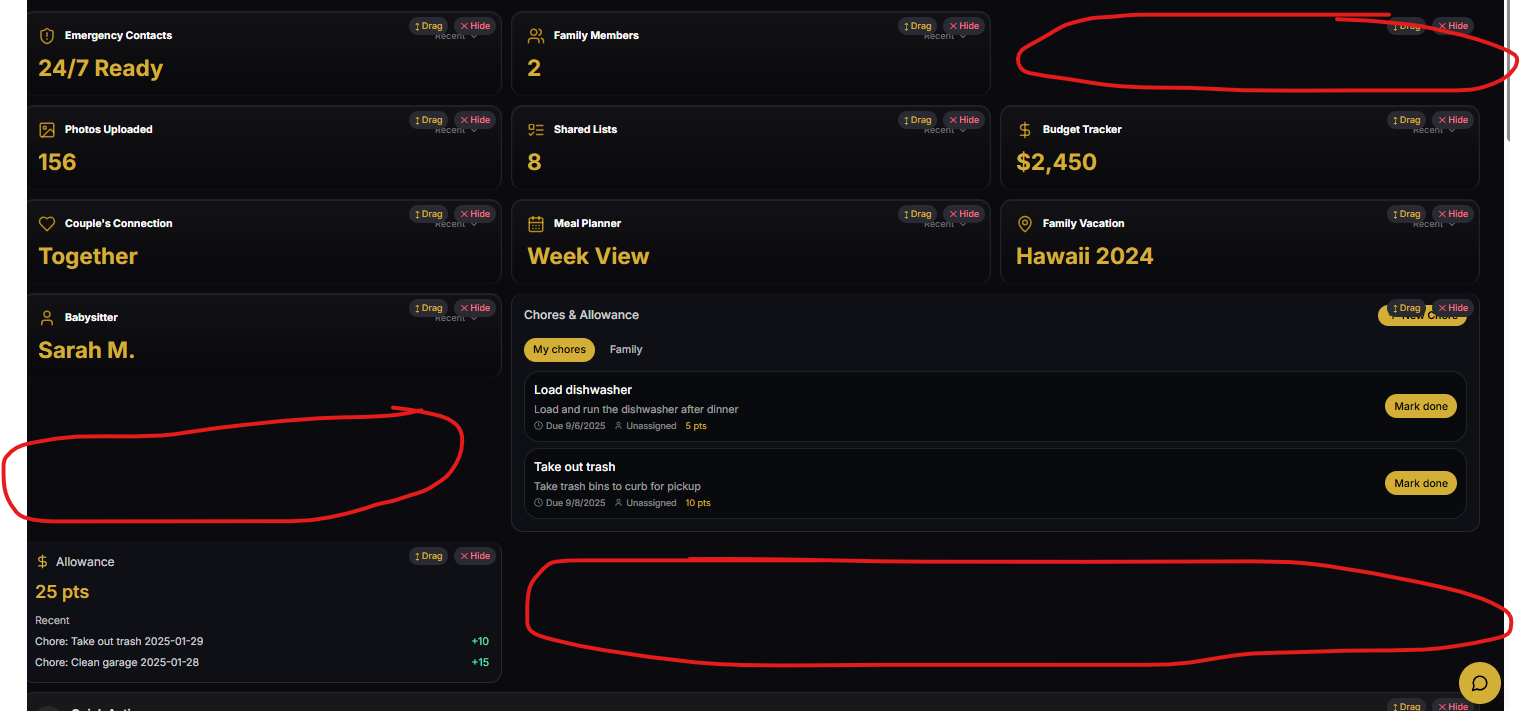 Emergency Contacts
Drag
Hide
Recent
24/7 Ready
Family Members
Drag
Hide
Recent
2
Drag
Hide
Photos Uploaded
Drag
Hide
Recent
156
Shared Lists
Drag
Hide
Recent
8
Budget Tracker
Drag
Hide
Recent
$2,450
Couple's Connection
Drag
Hide
Recent
Together
Meal Planner
Drag
Hide
Recent
Week View
Family Vacation
Drag
Hide
Recent
Hawaii 2024
Babysitter
Drag
Hide
Recent
Sarah M.
Chores & Allowance
Drag
Hide
New Chore
My chores
Family
Load dishwasher
Load and run the dishwasher after dinner
Due 9/6/2025 Unassigned 5 pts
Mark done
Take out trash
Take trash bins to curb for pickup
Due 9/8/2025 Unassigned 10 pts
Mark done
Allowance
Drag
Hide
25 pts
Recent
Chore: Take out trash 2025-01-29 +10
Chore: Clean garage 2025-01-28 +15
Drag
Hide